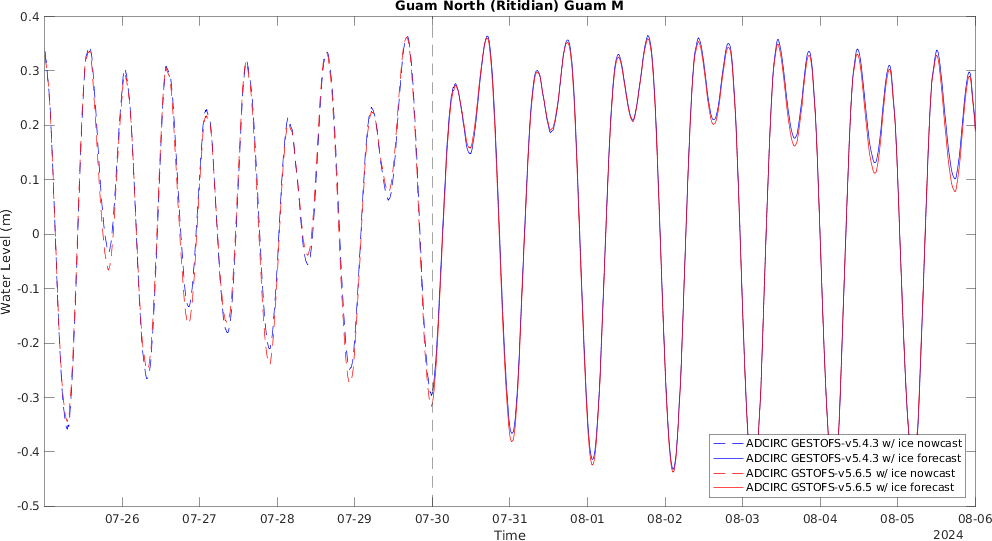 Guam North (Ritidian) Guam M
Water Level (m)
0.4
0.3
0.2
0.1
0
-0.1
-0.2
-0.3
-0.4
-0.5
ADCIRC GESTOFS-v5.4.3 w/ ice nowcast
ADCIRC GESTOFS-v5.4.3 w/ ice forecast
ADCIRC GSTOFS-v5.6.5 w/ ice nowcast
ADCIRC GSTOFS-v5.6.5 w/ ice forecast
07-26 07-27 07-28 07-29 07-30 07-31 08-01 08-02 08-03 08-04 08-05 08-06
Time
2024